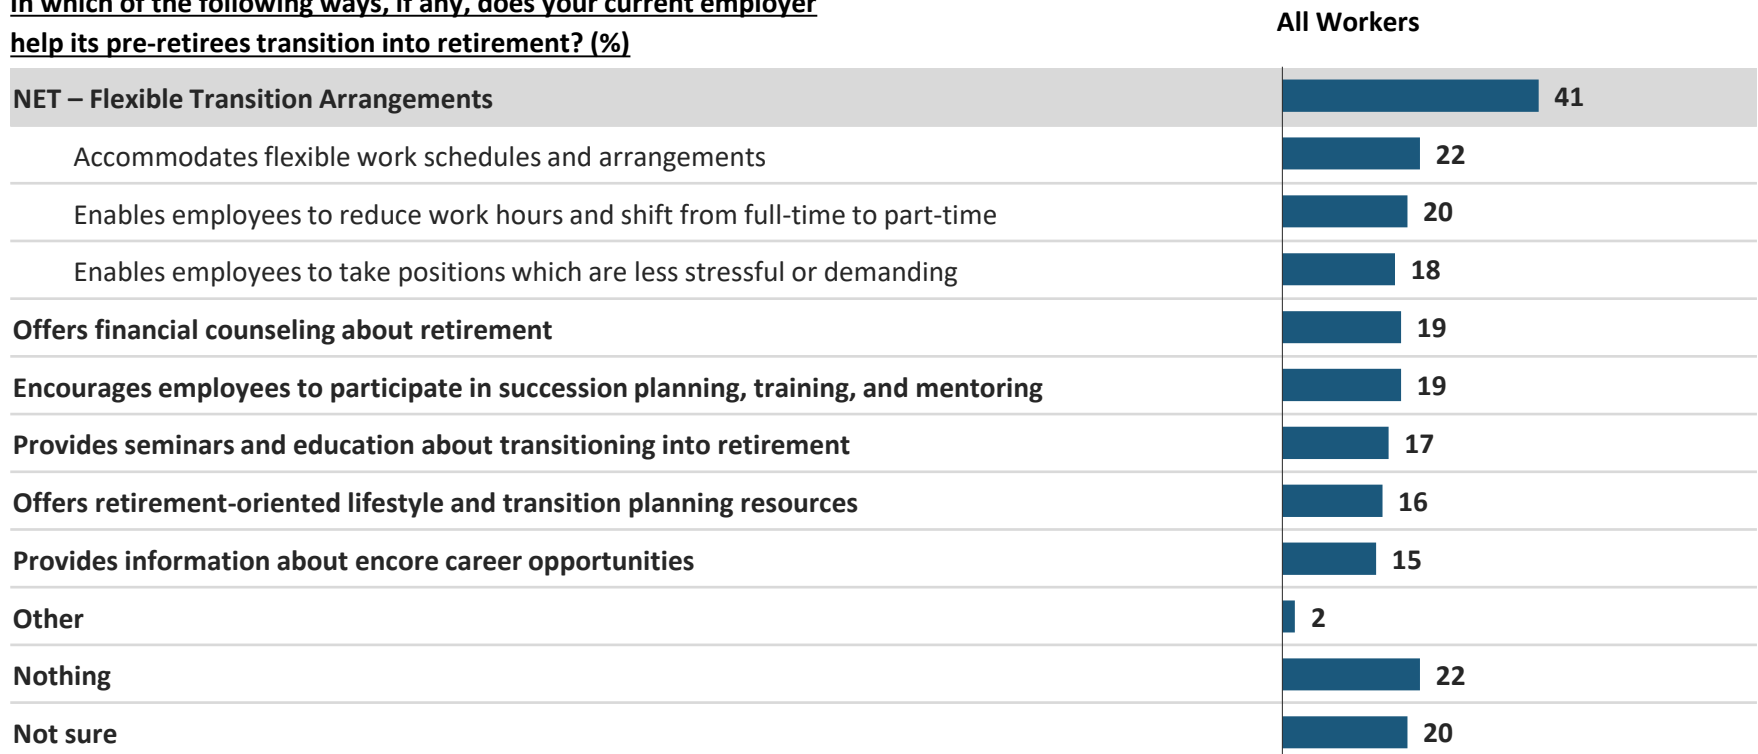 In which of the following ways, if any, does your current employer
help its pre-retirees transition into retirement? (%)
All Workers
NET – Flexible Transition Arrangements 41
Accommodates flexible work schedules and arrangements 22
Enables employees to reduce work hours and shift from full-time to part-time 20
Enables employees to take positions which are less stressful or demanding 18
Offers financial counseling about retirement 19
Encourages employees to participate in succession planning, training, and mentoring 19
Provides seminars and education about transitioning into retirement 17
Offers retirement-oriented lifestyle and transition planning resources 16
Provides information about encore career opportunities 15
Other 2
Nothing 22
Not sure 20